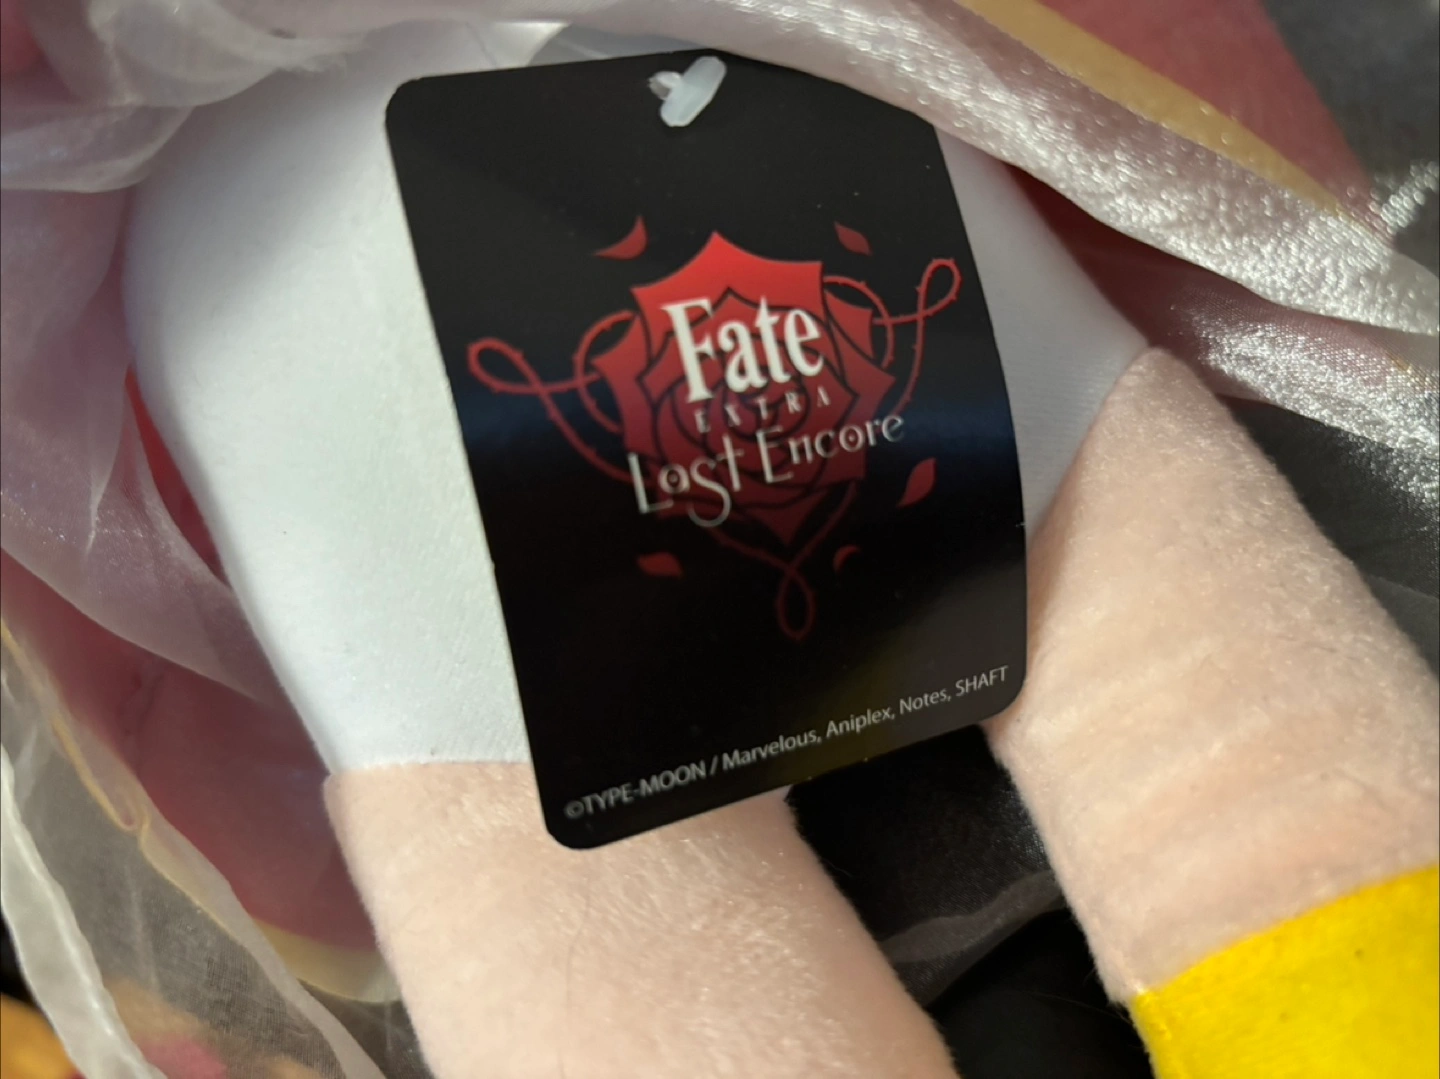 Fate
EXTRA
Last Encore
©TYPE-MOON / Marvelous, Aniplex, Notes, SHAFT